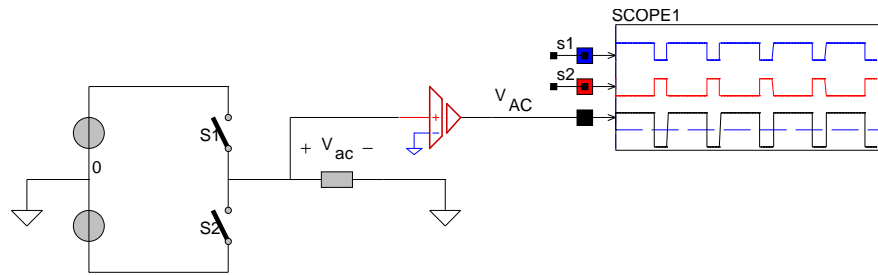 SCOPE1
s1
s2
V AC
S1
+ V ac −
0
S2
+
−